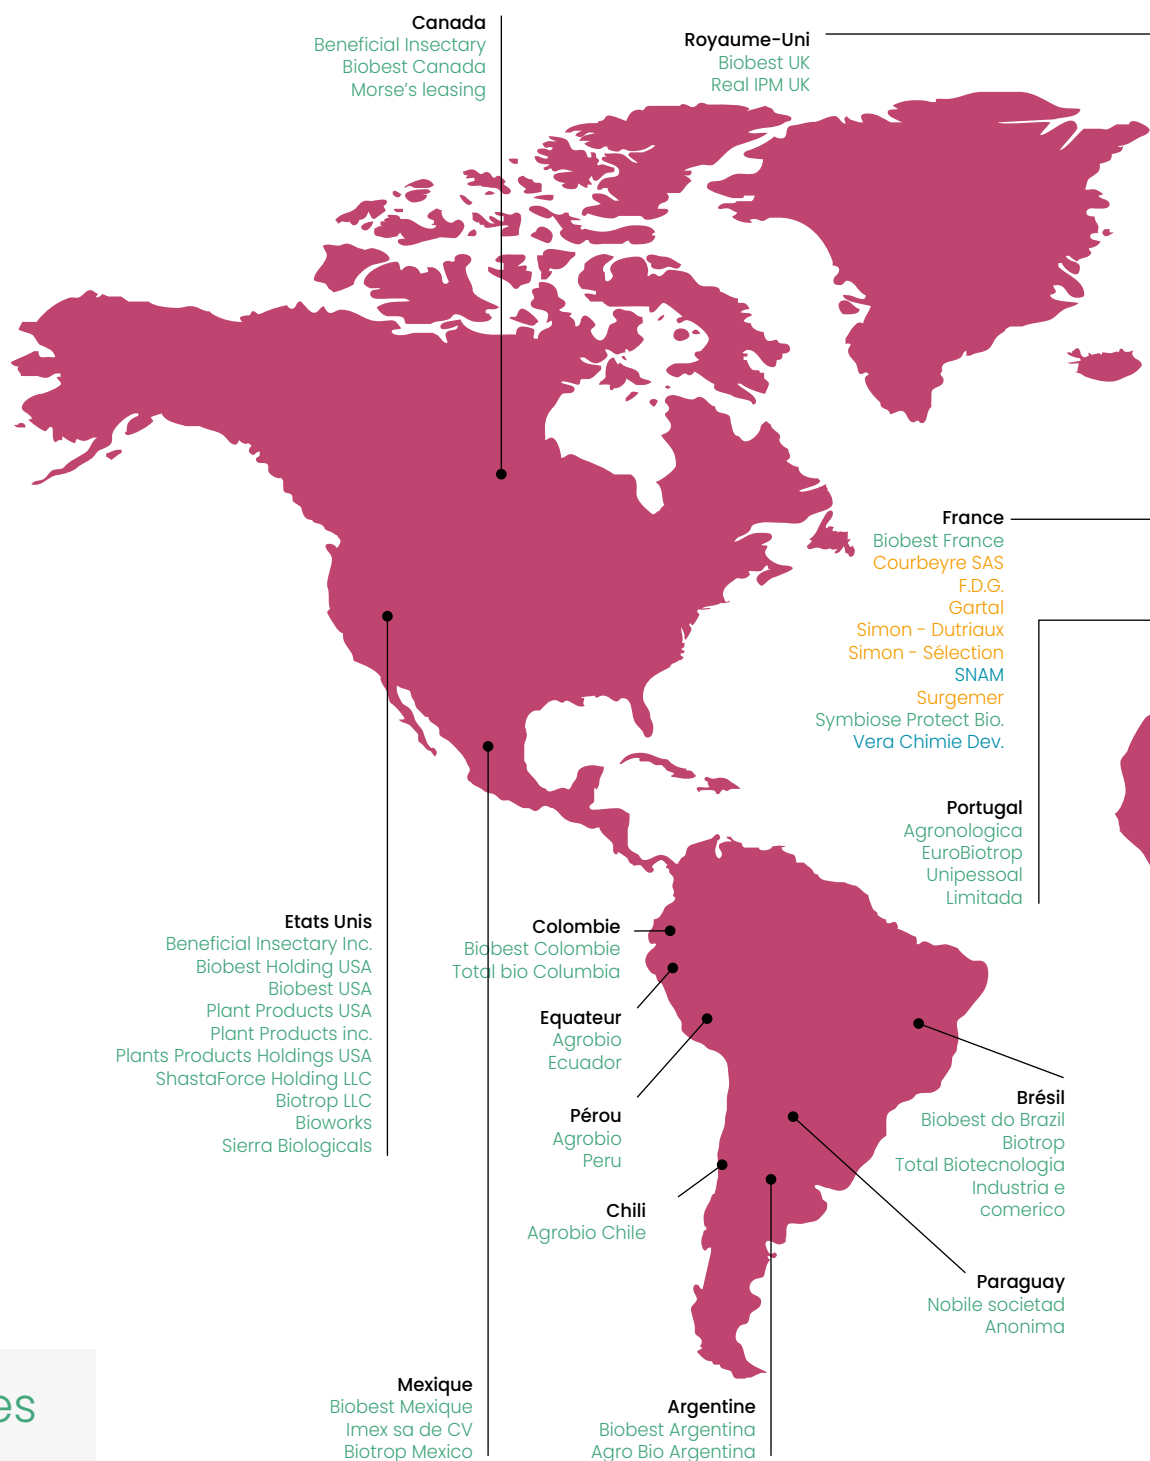 Canada
Beneficial Insectary
Biobest Canada
Morse's leasing
Royaume-Uni
Biobest UK
Real IPM UK
France
Biobest France
Courbeyre SAS
F.D.G.
Gartal
Simon - Dutriaux
Simon - Sélection
SNAM
Surgemer
Symbiose Protect Bio.
Vera Chimie Dev.
Portugal
Agronologica
EuroBiotrop
Unipessoal
Limitada
Etats Unis
Beneficial Insectary Inc.
Biobest Holding USA
Biobest USA
Plant Products USA
Plant Products inc.
Plants Products Holdings USA
ShastaForce Holding LLC
Biotrop LLC
Bioworks
Sierra Biologicals
Colombie
Biobest Colombie
Total bio Columbia
Equateur
Agrobio
Ecuador
Pérou
Agrobio
Peru
Chili
Agrobio Chile
Brésil
Biobest do Brazil
Biotrop
Total Biotecnologia
Industria e
comerico
Paraguay
Nobile societad
Anonima
Mexique
Biobest Mexique
Imex sa de CV
Biotrop Mexico
Argentine
Biobest Argentina
Agro Bio Argentina
es